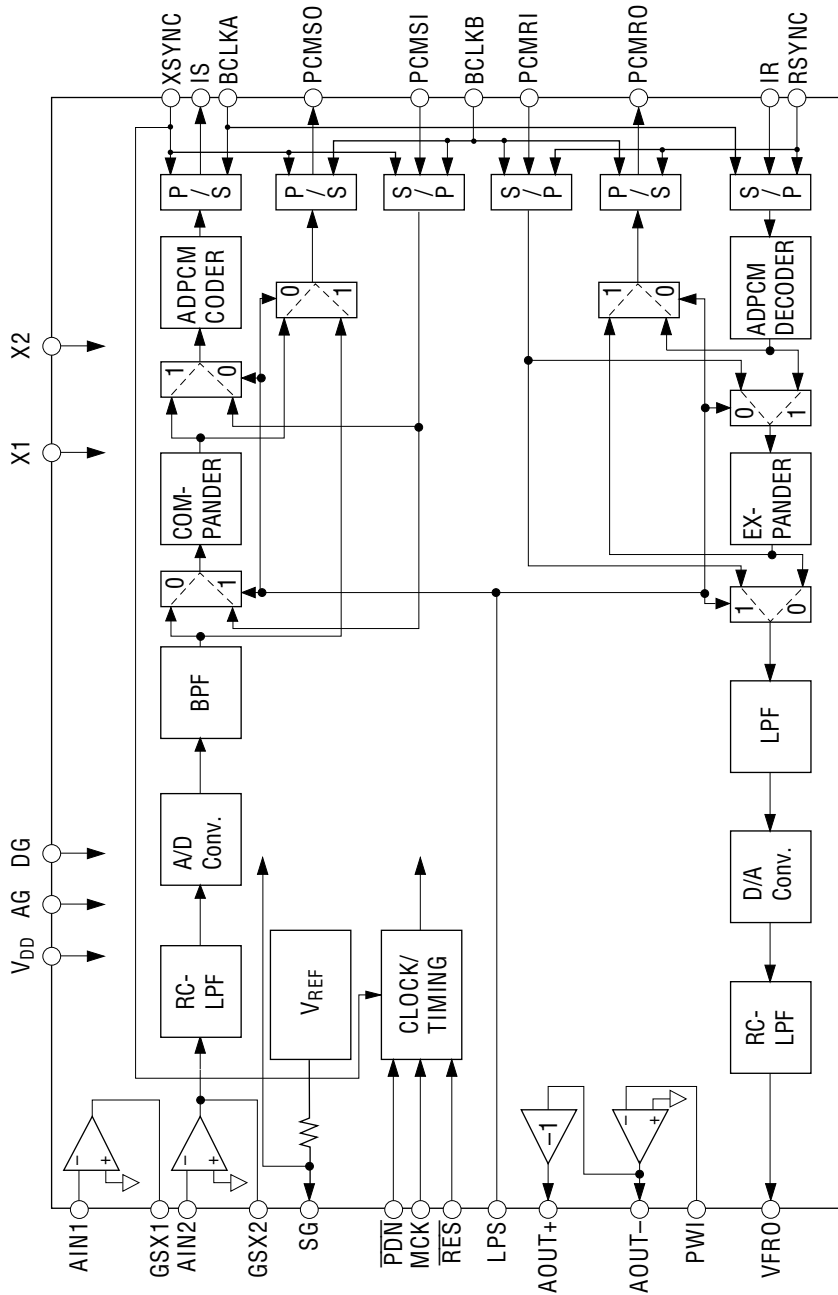 VDD
AG
DG
X1
X2
AIN1
GSX1
AIN2
GSX2
SG
PDN
MCK
RES
LPS
AOUT+
AOUT−
PWI
VFRO
−
+
−
+
RC-
LPF
A/D
Conv.
BPF
0
1
COM-
PANDER
1
0
ADPCM
CODER
P
/
S
XSYNC
IS
BCLKA
VREF
0
1
P
/
S
PCMSO
S
/
P
PCMSI
BCLKB
CLOCK/
TIMING
S
/
P
PCMRI
−1
−
+
1
0
P
/
S
PCMRO
RC-
LPF
D/A
Conv.
LPF
1
0
EX-
PANDER
0
1
ADPCM
DECODER
S
/
P
IR
RSYNC